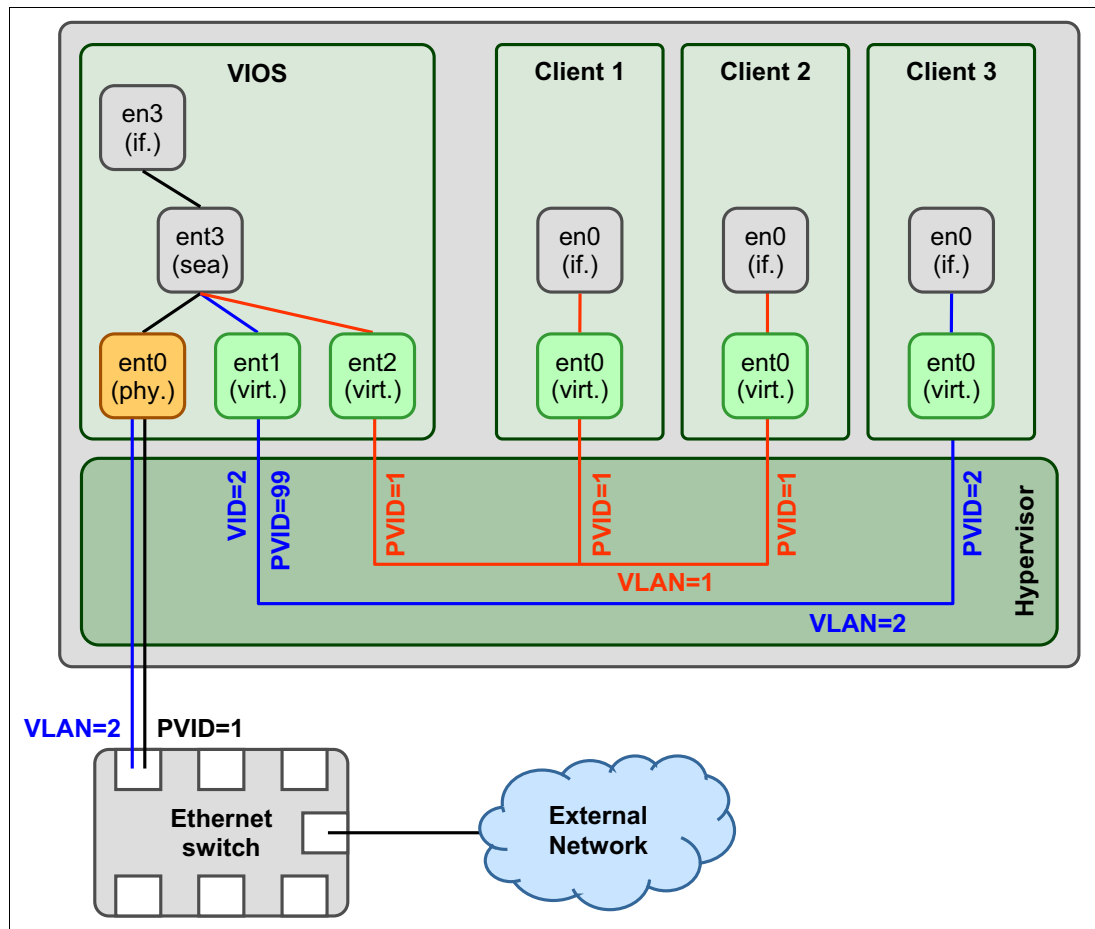 VIOS
Client 1
Client 2
Client 3
en3
(if.)
ent3
(sea)
en0
(if.)
en0
(if.)
en0
(if.)
ent0
(phy.)
ent1
(virt.)
ent2
(virt.)
ent0
(virt.)
ent0
(virt.)
ent0
(virt.)
VID=2
PVID=99
PVID=1
PVID=1
PVID=1
PVID=2
Hypervisor
VLAN=1
VLAN=2
VLAN=2
PVID=1
Ethernet
switch
External
Network